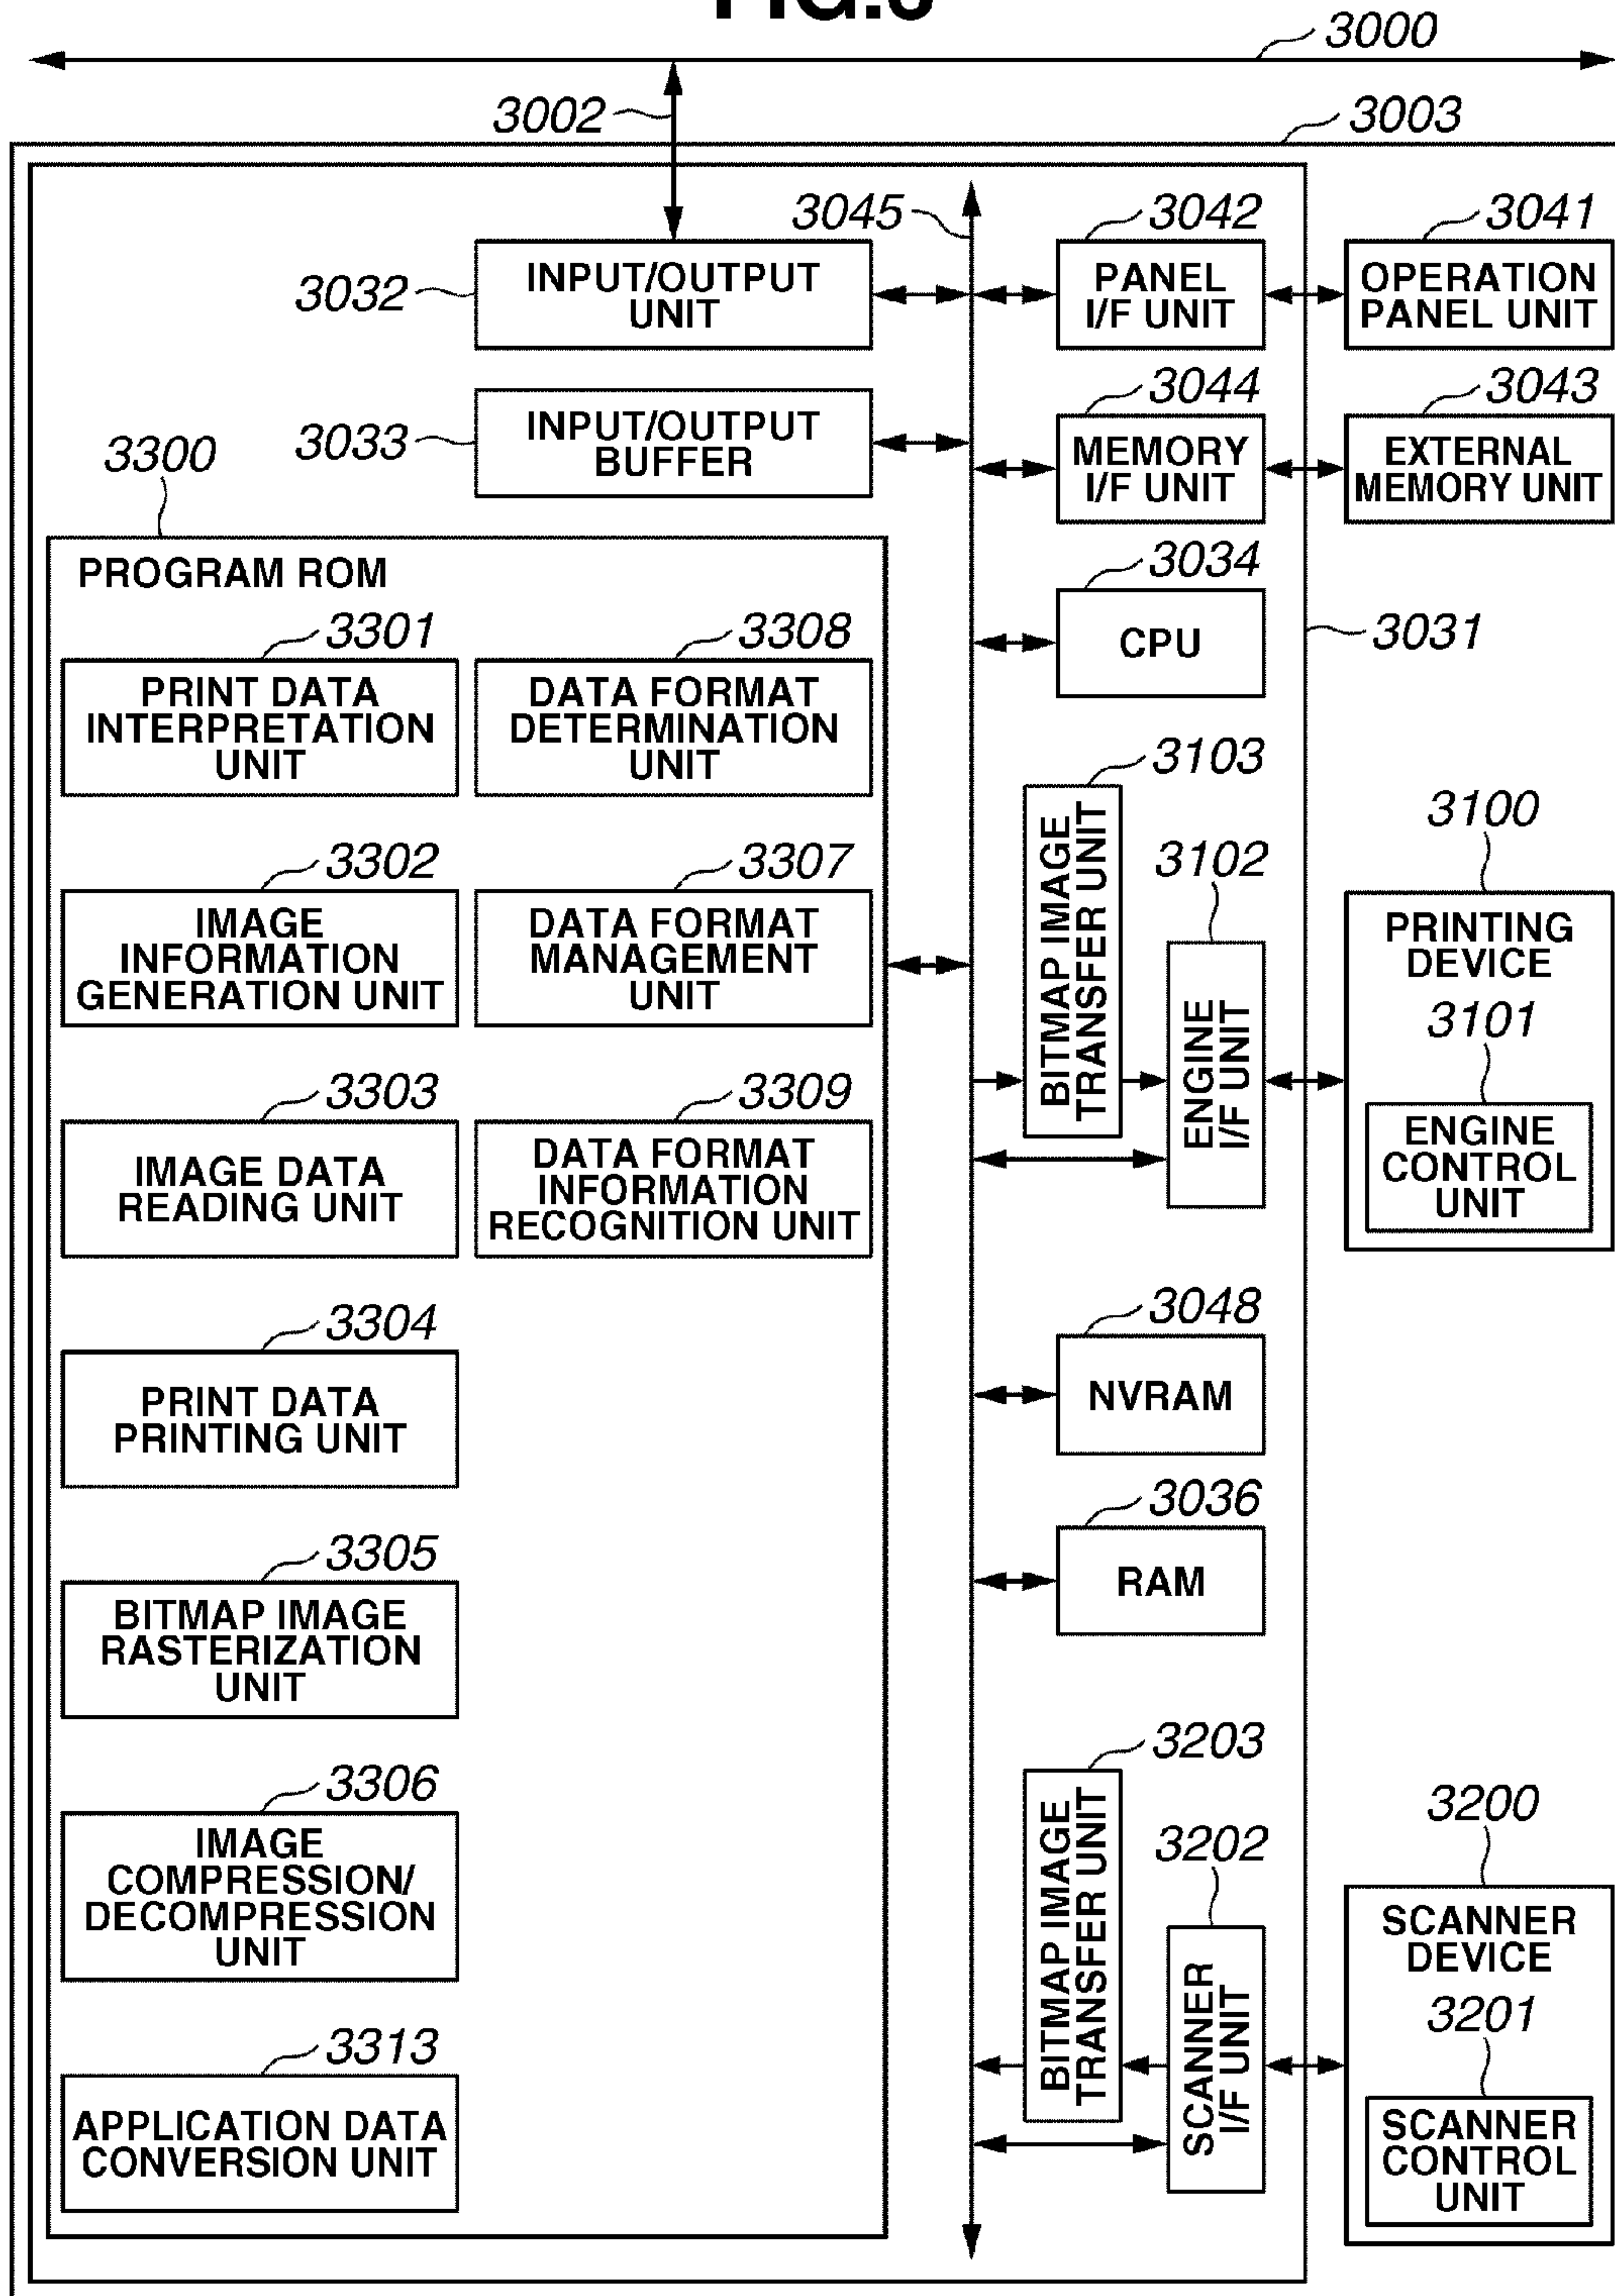 3000
3002
3003
3045
3042
3041
3032
INPUT/OUTPUT
UNIT
PANEL
I/F UNIT
OPERATION
PANEL UNIT
3044
3043
3033
INPUT/OUTPUT
BUFFER
MEMORY
I/F UNIT
EXTERNAL
MEMORY UNIT
3300
PROGRAM ROM
3034
CPU
3031
3301
PRINT DATA
INTERPRETATION
UNIT
3308
DATA FORMAT
DETERMINATION
UNIT
3103
BITMAP IMAGE
TRANSFER UNIT
3102
ENGINE
I/F UNIT
3100
PRINTING
DEVICE
3101
ENGINE
CONTROL
UNIT
3302
IMAGE
INFORMATION
GENERATION UNIT
3307
DATA FORMAT
MANAGEMENT
UNIT
3303
IMAGE DATA
READING UNIT
3309
DATA FORMAT
INFORMATION
RECOGNITION UNIT
3304
PRINT DATA
PRINTING UNIT
3048
NVRAM
3036
RAM
3305
BITMAP IMAGE
RASTERIZATION
UNIT
3306
IMAGE
COMPRESSION/
DECOMPRESSION
UNIT
3203
BITMAP IMAGE
TRANSFER UNIT
3202
SCANNER
I/F UNIT
3200
SCANNER
DEVICE
3201
SCANNER
CONTROL
UNIT
3313
APPLICATION DATA
CONVERSION UNIT